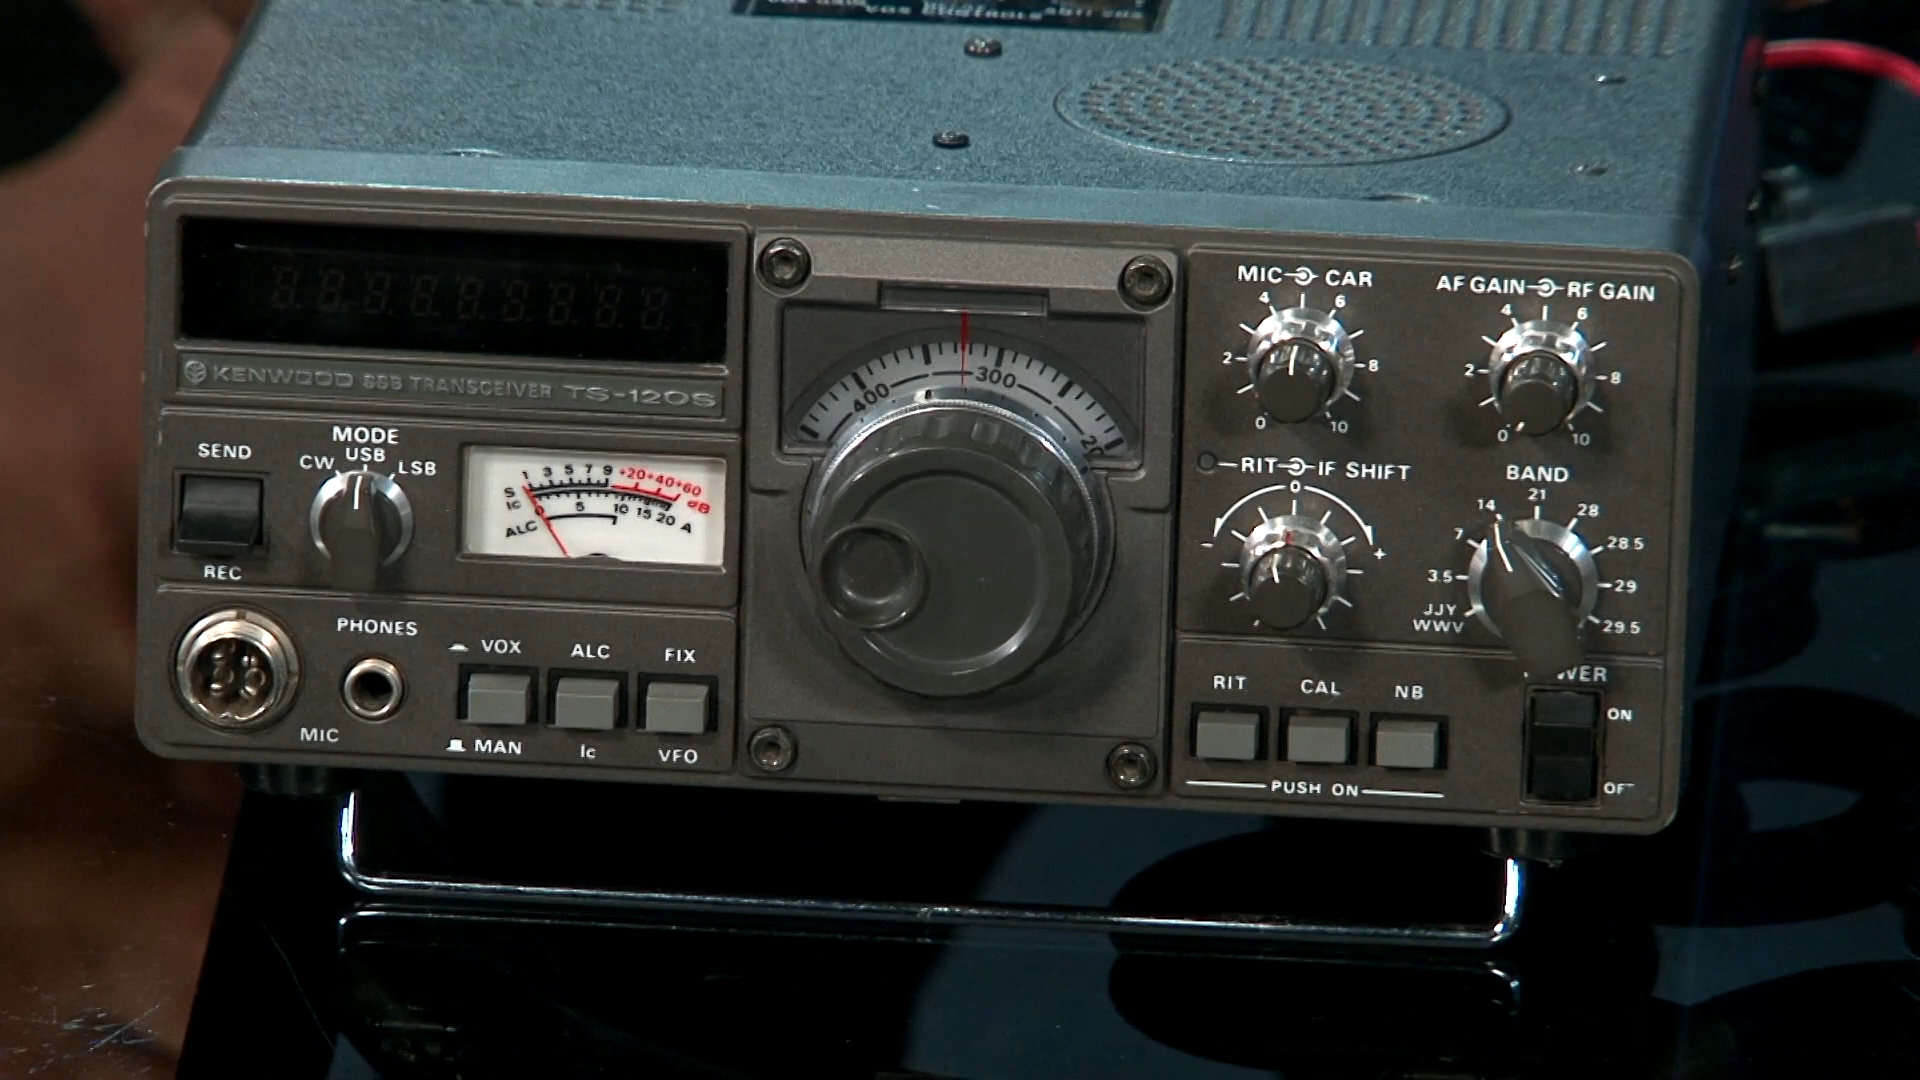 KENWOOD SSB TRANSCEIVER TS-120S
SEND
REC
MODE
CW USB LSB
S 1 3 5 7 9 +20+40+60 dB
Ic 0 5 10 15 20 A
ALC
PHONES
MIC
VOX ALC FIX
MAN Ic VFO
400 300 20
MIC CAR
4 6
2 8
0 10
AF GAIN RF GAIN
4 6
2 8
0 10
RIT IF SHIFT
0
- +
BAND
21
14 28
7 28.5
3.5 29
JJY
WWV 29.5
RIT CAL NB
PUSH ON
ON